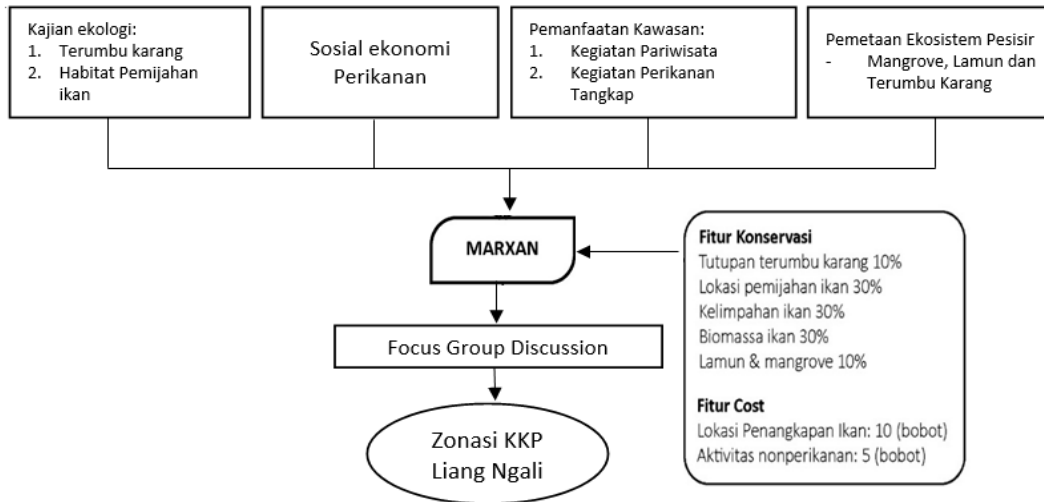 Kajian ekologi:
1. Terumbu karang
2. Habitat Pemijahan
ikan
Sosial ekonomi
Perikanan
Pemanfaatan Kawasan:
1. Kegiatan Pariwisata
2. Kegiatan Perikanan
Tangkap
Pemetaan Ekosistem Pesisir
- Mangrove, Lamun dan
Terumbu Karang
MARXAN
Fitur Konservasi
Tutupan terumbu karang 10%
Lokasi pemijahan ikan 30%
Kelimpahan ikan 30%
Biomassa ikan 30%
Lamun & mangrove 10%
Fitur Cost
Lokasi Penangkapan Ikan: 10 (bobot)
Aktivitas nonperikanan: 5 (bobot)
Focus Group Discussion
Zonasi KKP
Liang Ngali